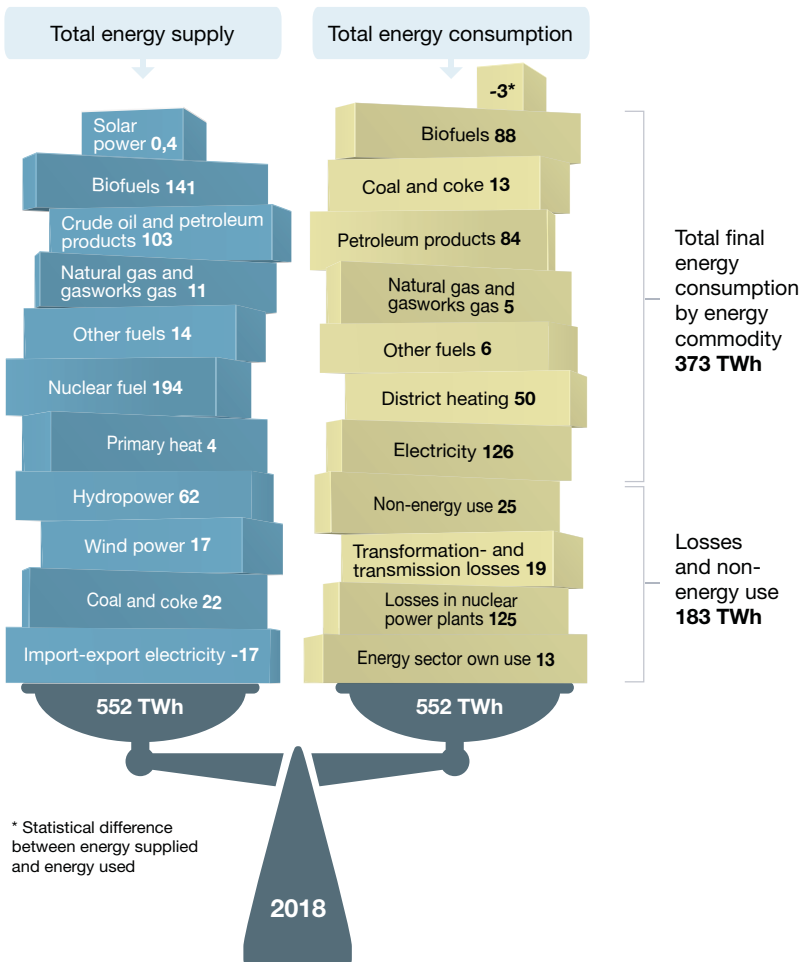 Total energy supply
Solar
power 0,4
Biofuels 141
Crude oil and petroleum
products 103
Natural gas and
gasworks gas 11
Other fuels 14
Nuclear fuel 194
Primary heat 4
Hydropower 62
Wind power 17
Coal and coke 22
Import-export electricity -17
552 TWh
Total energy consumption
-3*
Biofuels 88
Coal and coke 13
Petroleum products 84
Natural gas and
gasworks gas 5
Other fuels 6
District heating 50
Electricity 126
Non-energy use 25
Transformation- and
transmission losses 19
Losses in nuclear
power plants 125
Energy sector own use 13
552 TWh
Total final
energy
consumption
by energy
commodity
373 TWh
Losses
and non-
energy use
183 TWh
* Statistical difference
between energy supplied
and energy used
2018